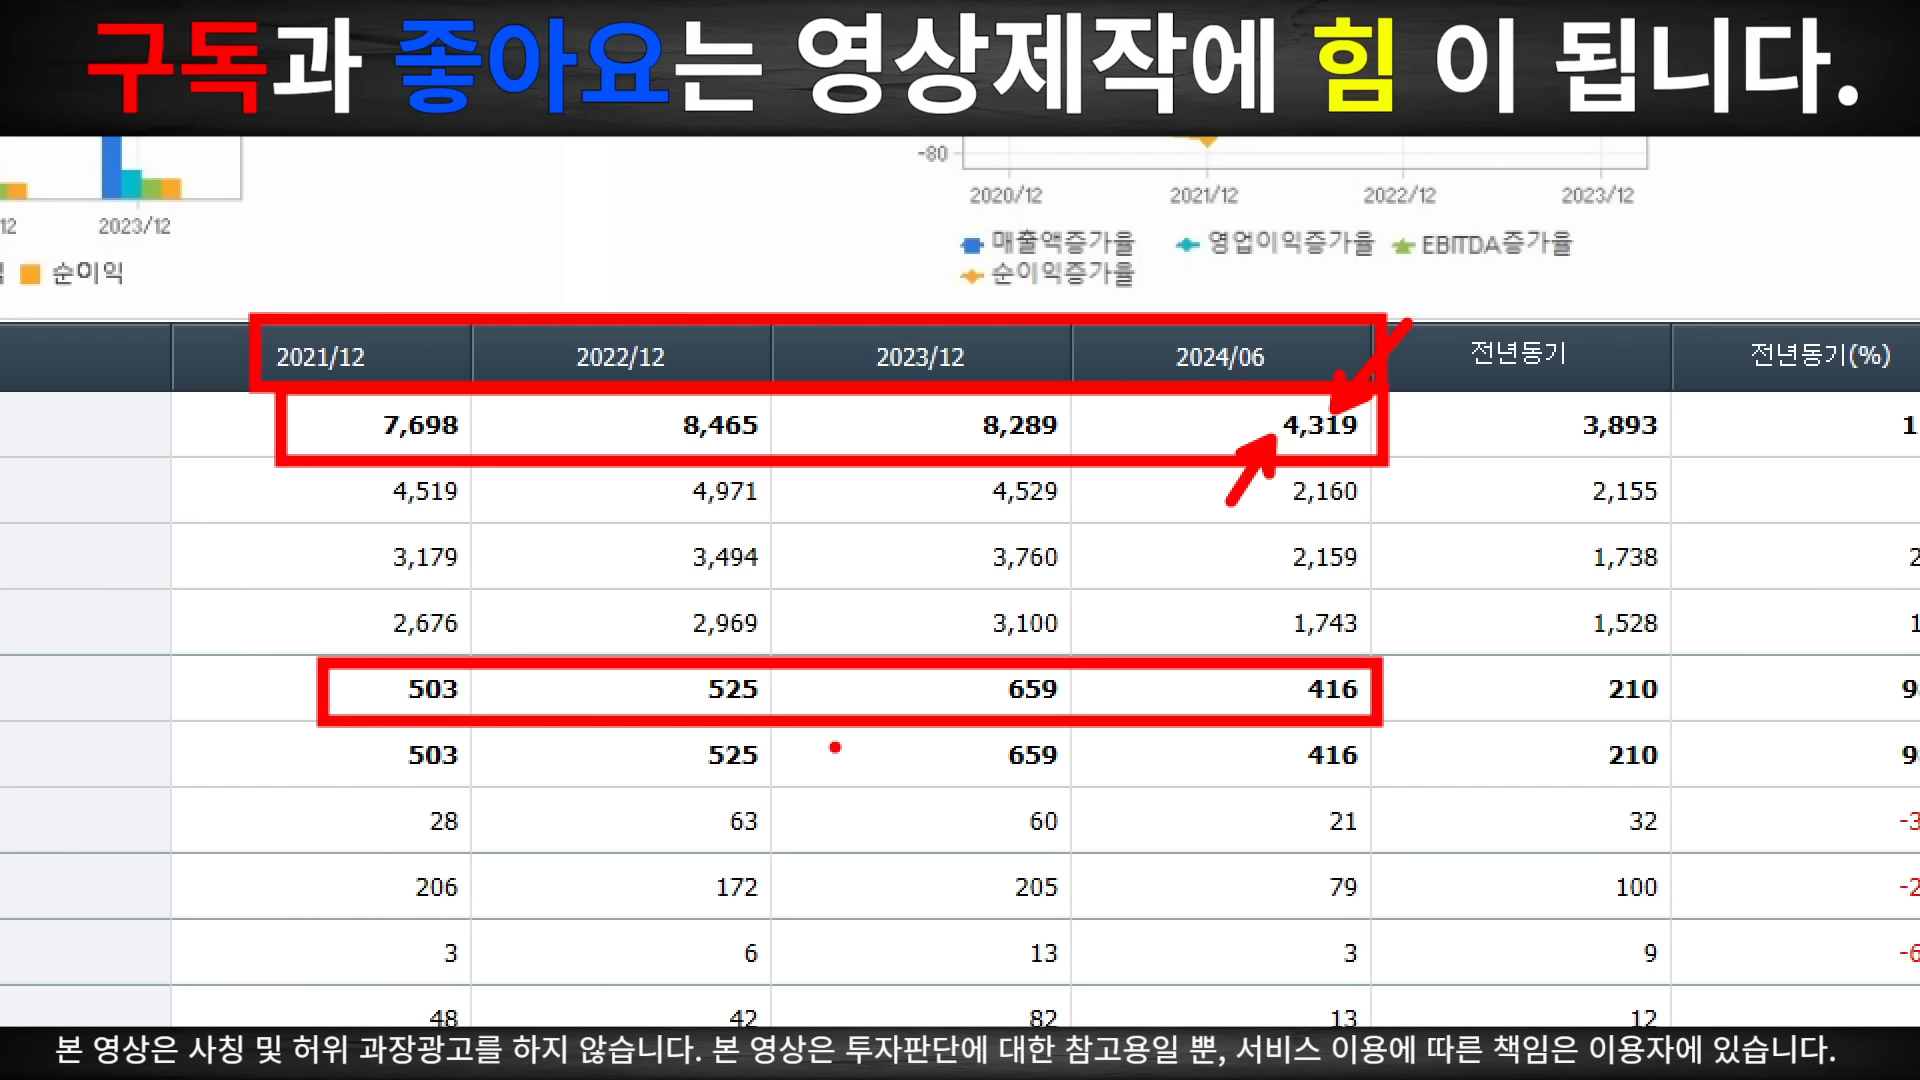 구독과 좋아요는 영상제작에 힘 이 됩니다.
-80
2020/12 2021/12 2022/12 2023/12
12 2023/12
매출액증가율 영업이익증가율 EBITDA증가율
순이익 순이익증가율
2021/12 2022/12 2023/12 2024/06 전년동기 전년동기(%)
7,698 8,465 8,289 4,319 3,893 1
4,519 4,971 4,529 2,160 2,155
3,179 3,494 3,760 2,159 1,738 2
2,676 2,969 3,100 1,743 1,528 1
503 525 659 416 210 9
503 525 659 416 210 9
28 63 60 21 32 -3
206 172 205 79 100 -2
3 6 13 3 9 -6
48 42 82 13 12
본 영상은 사칭 및 허위 과장광고를 하지 않습니다. 본 영상은 투자판단에 대한 참고용일 뿐, 서비스 이용에 따른 책임은 이용자에 있습니다.